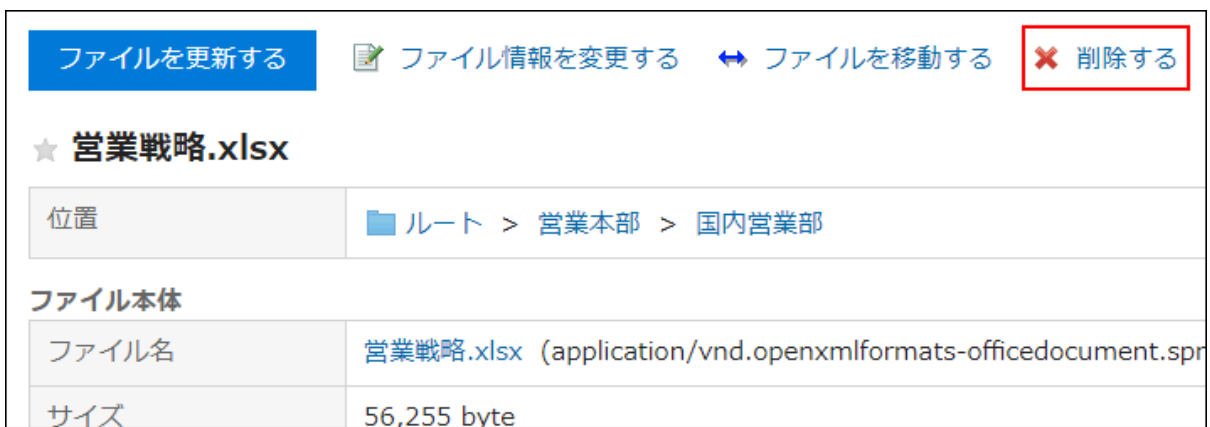 ファイルを更新する ファイル情報を変更する ファイルを移動する 削除する
営業戦略.xlsx
位置 ルート > 営業本部 > 国内営業部
ファイル本体
ファイル名 営業戦略.xlsx (application/vnd.openxmlformats-officedocument.spr
サイズ 56,255 byte